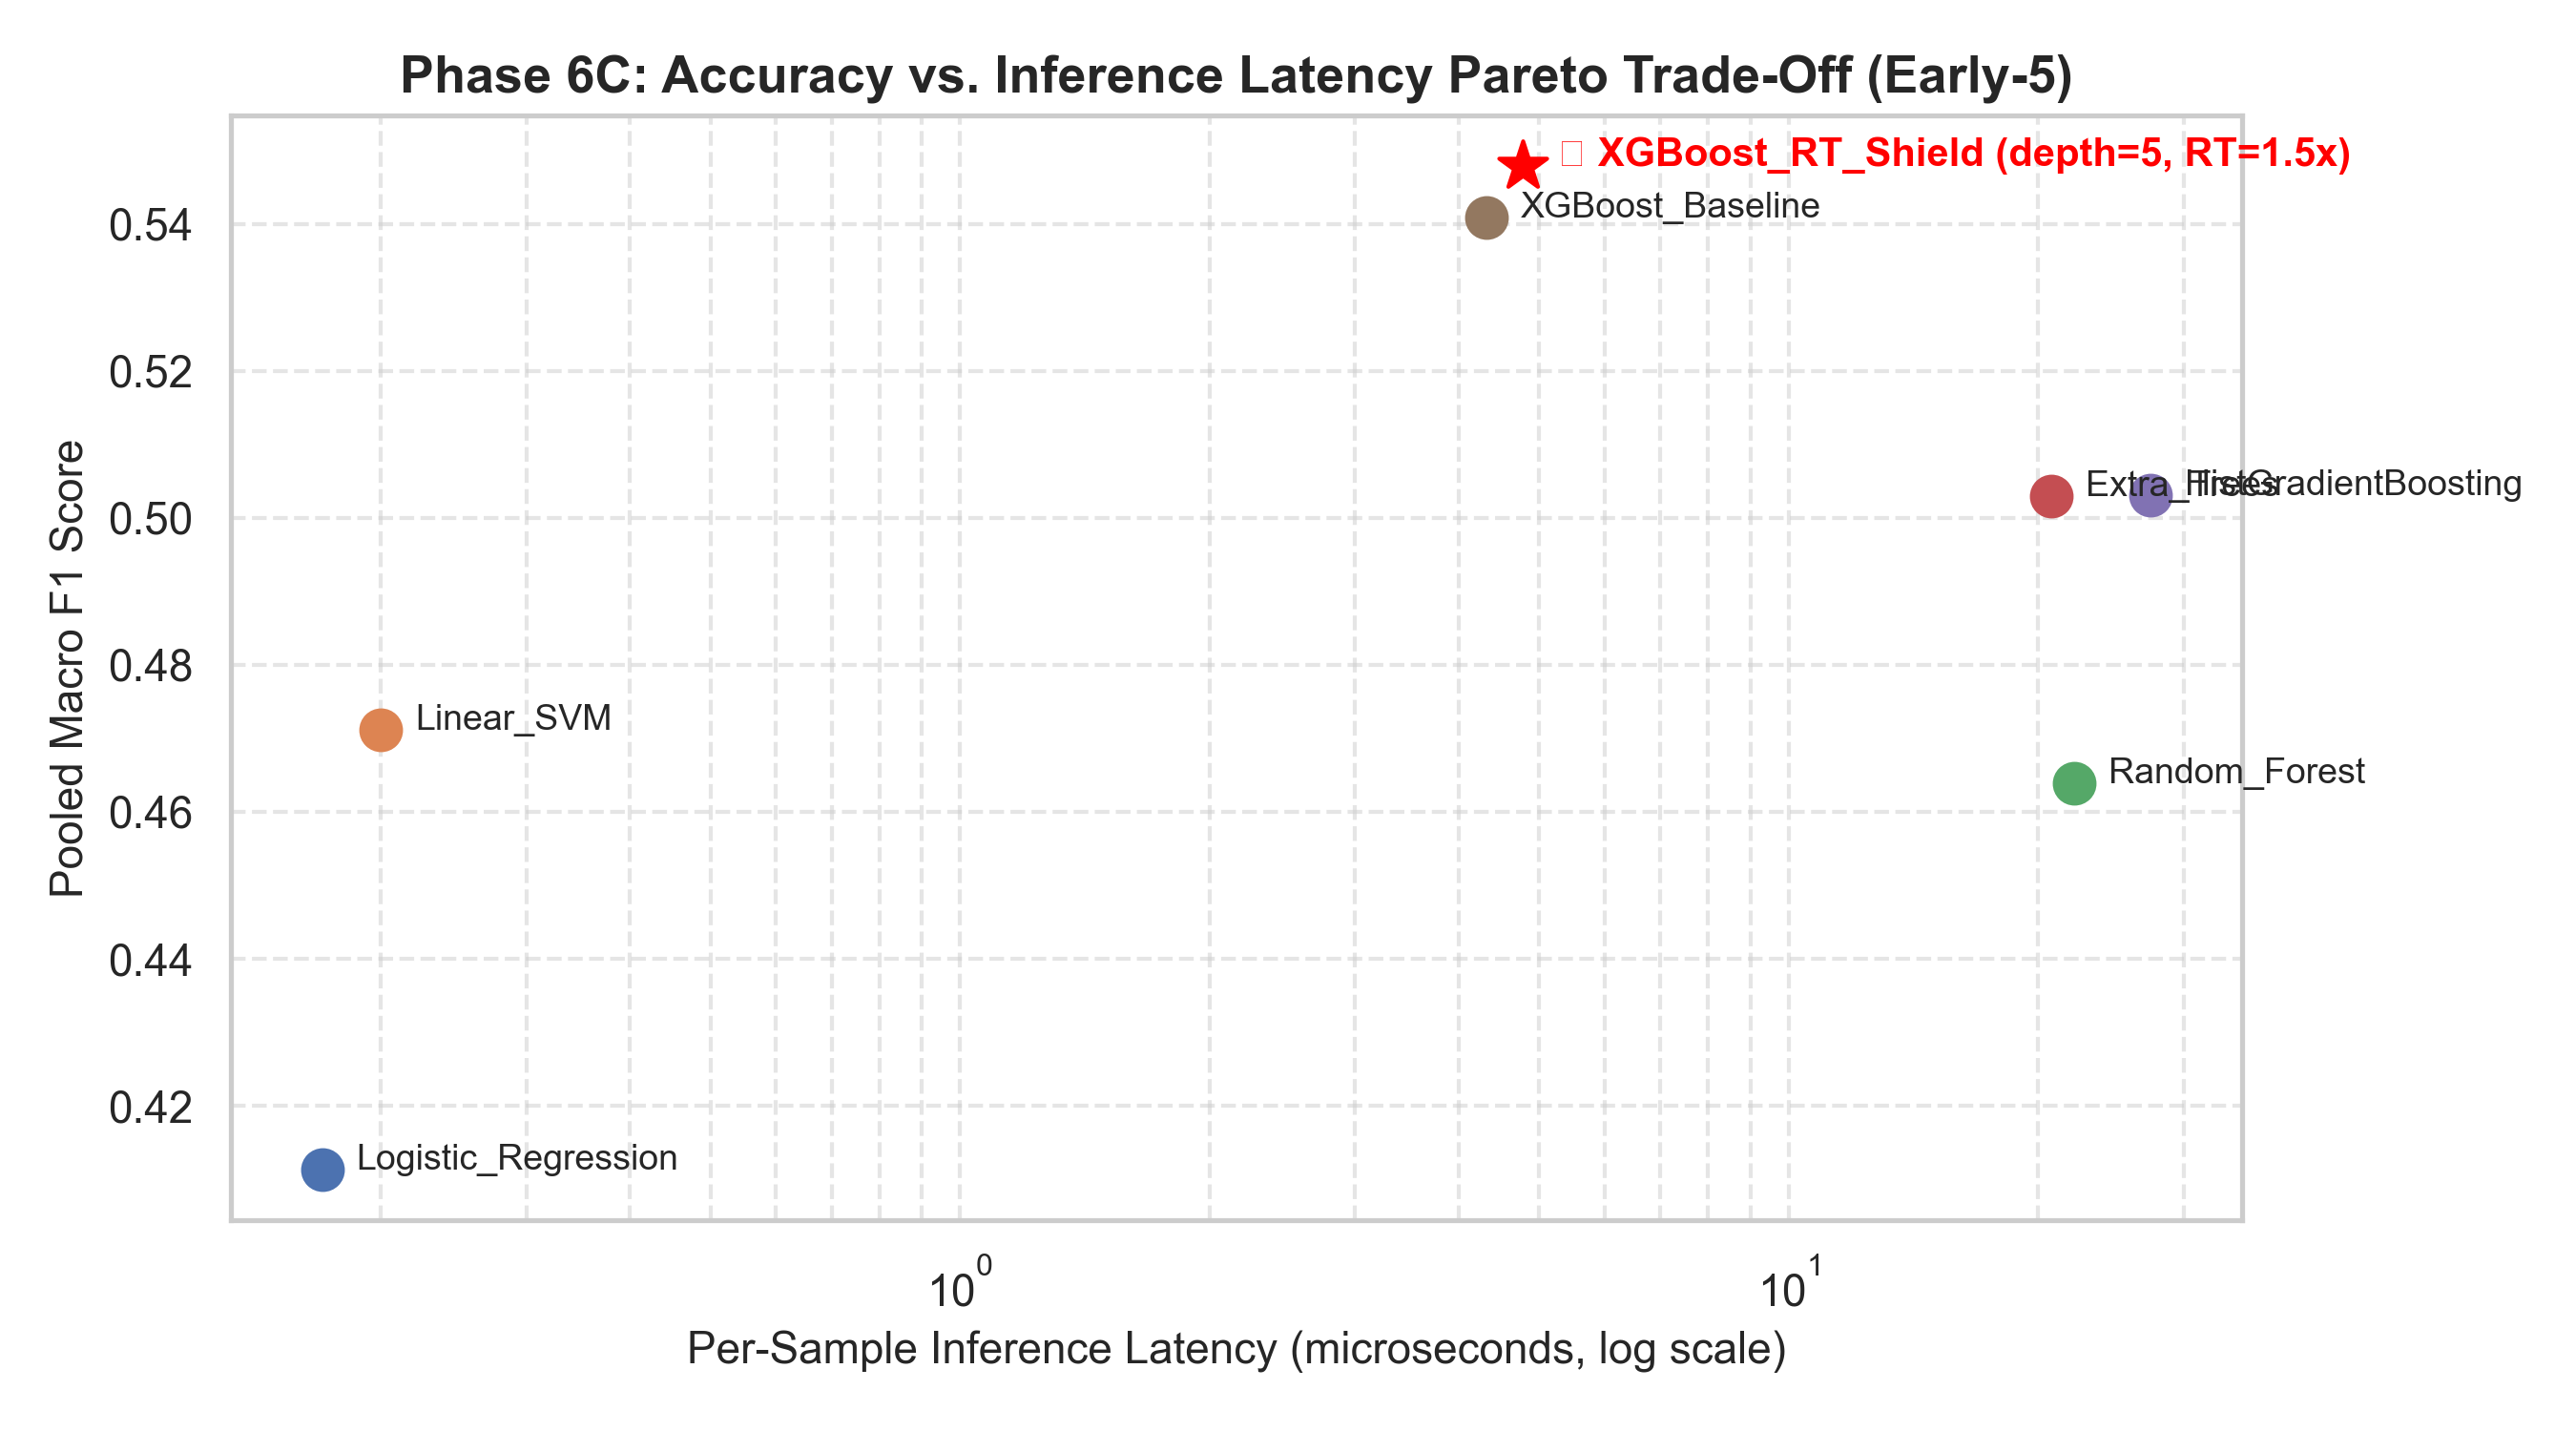 Phase 6C: Accuracy vs. Inference Latency Pareto Trade-Off (Early-5)
XGBoost_RT_Shield (depth=5, RT=1.5x)
XGBoost_Baseline
0.54
0.52
Extra_Trees
HistGradientBoosting
0.50
Pooled Macro F1 Score
0.48
Linear_SVM
Random_Forest
0.46
0.44
0.42
Logistic_Regression
10^0
10^1
Per-Sample Inference Latency (microseconds, log scale)